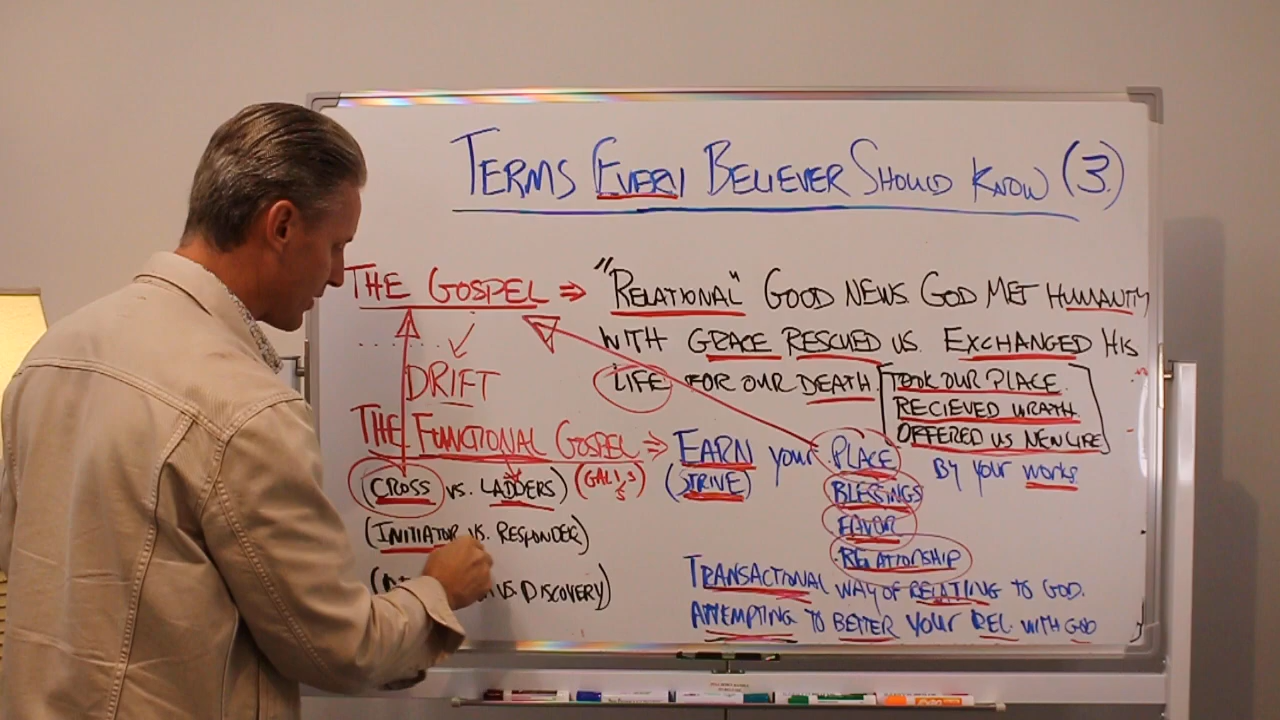 TERMS EVERY BELIEVER SHOULD KNOW (3)
THE GOSPEL ⇒ "RELATIONAL" GOOD NEWS. GOD MET HUMANITY
WITH GRACE RESCUED US. EXCHANGED HIS
LIFE FOR OUR DEATH
TOOK OUR PLACE.
RECIEVED WRATH.
OFFERED US NEW LIFE
DRIFT
THE FUNCTIONAL GOSPEL ⇒ EARN your PLACE BY your works.
(CROSS vs. LADDERS) (GAL 1, 3 5) (STRIVE) BLESSINGS
FAVOR
(INITIATOR VS. RESPONDER) RELATIONSHIP
VS. DISCOVERY)
TRANSACTIONAL WAY OF RELATING TO GOD.
ATTEMPTING TO BETTER YOUR REL. WITH GOD